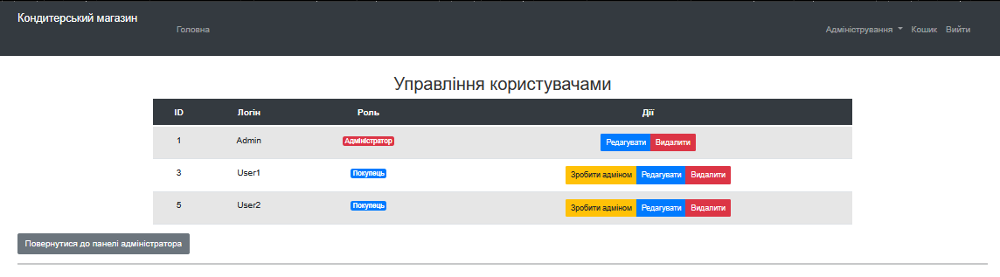 Кондитерський магазин
Головна Адміністрування Кошик Вийти
Управління користувачами
ID Логін Роль Дії
1 Admin Адміністратор Редагувати Видалити
3 User1 Покупець Зробити адміном Редагувати Видалити
5 User2 Покупець Зробити адміном Редагувати Видалити
Повернутися до панелі адміністратора